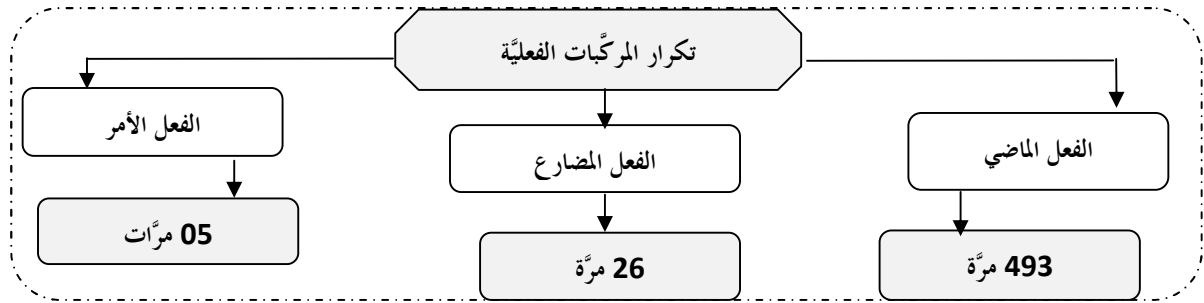 تكرار المركَّبات الفعليَّة
الفعل الماضي
الفعل المضارع
الفعل الأمر
493 مرَّة
26 مرَّة
05 مرَّات